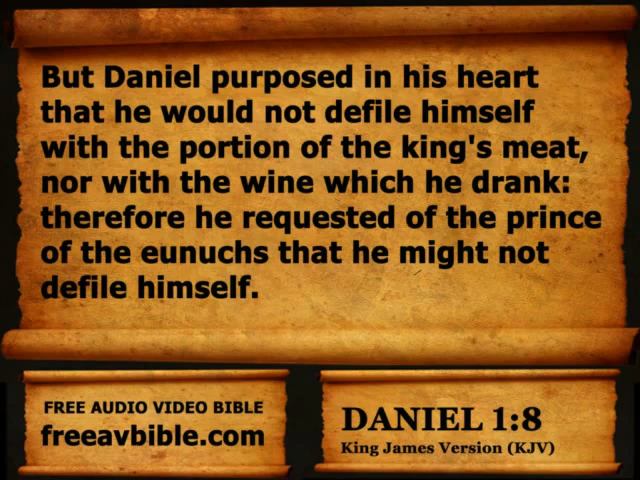 But Daniel purposed in his heart
that he would not defile himself
with the portion of the king's meat,
nor with the wine which he drank:
therefore he requested of the prince
of the eunuchs that he might not
defile himself.
FREE AUDIO VIDEO BIBLE
freeavbible.com
DANIEL 1:8
King James Version (KJV)